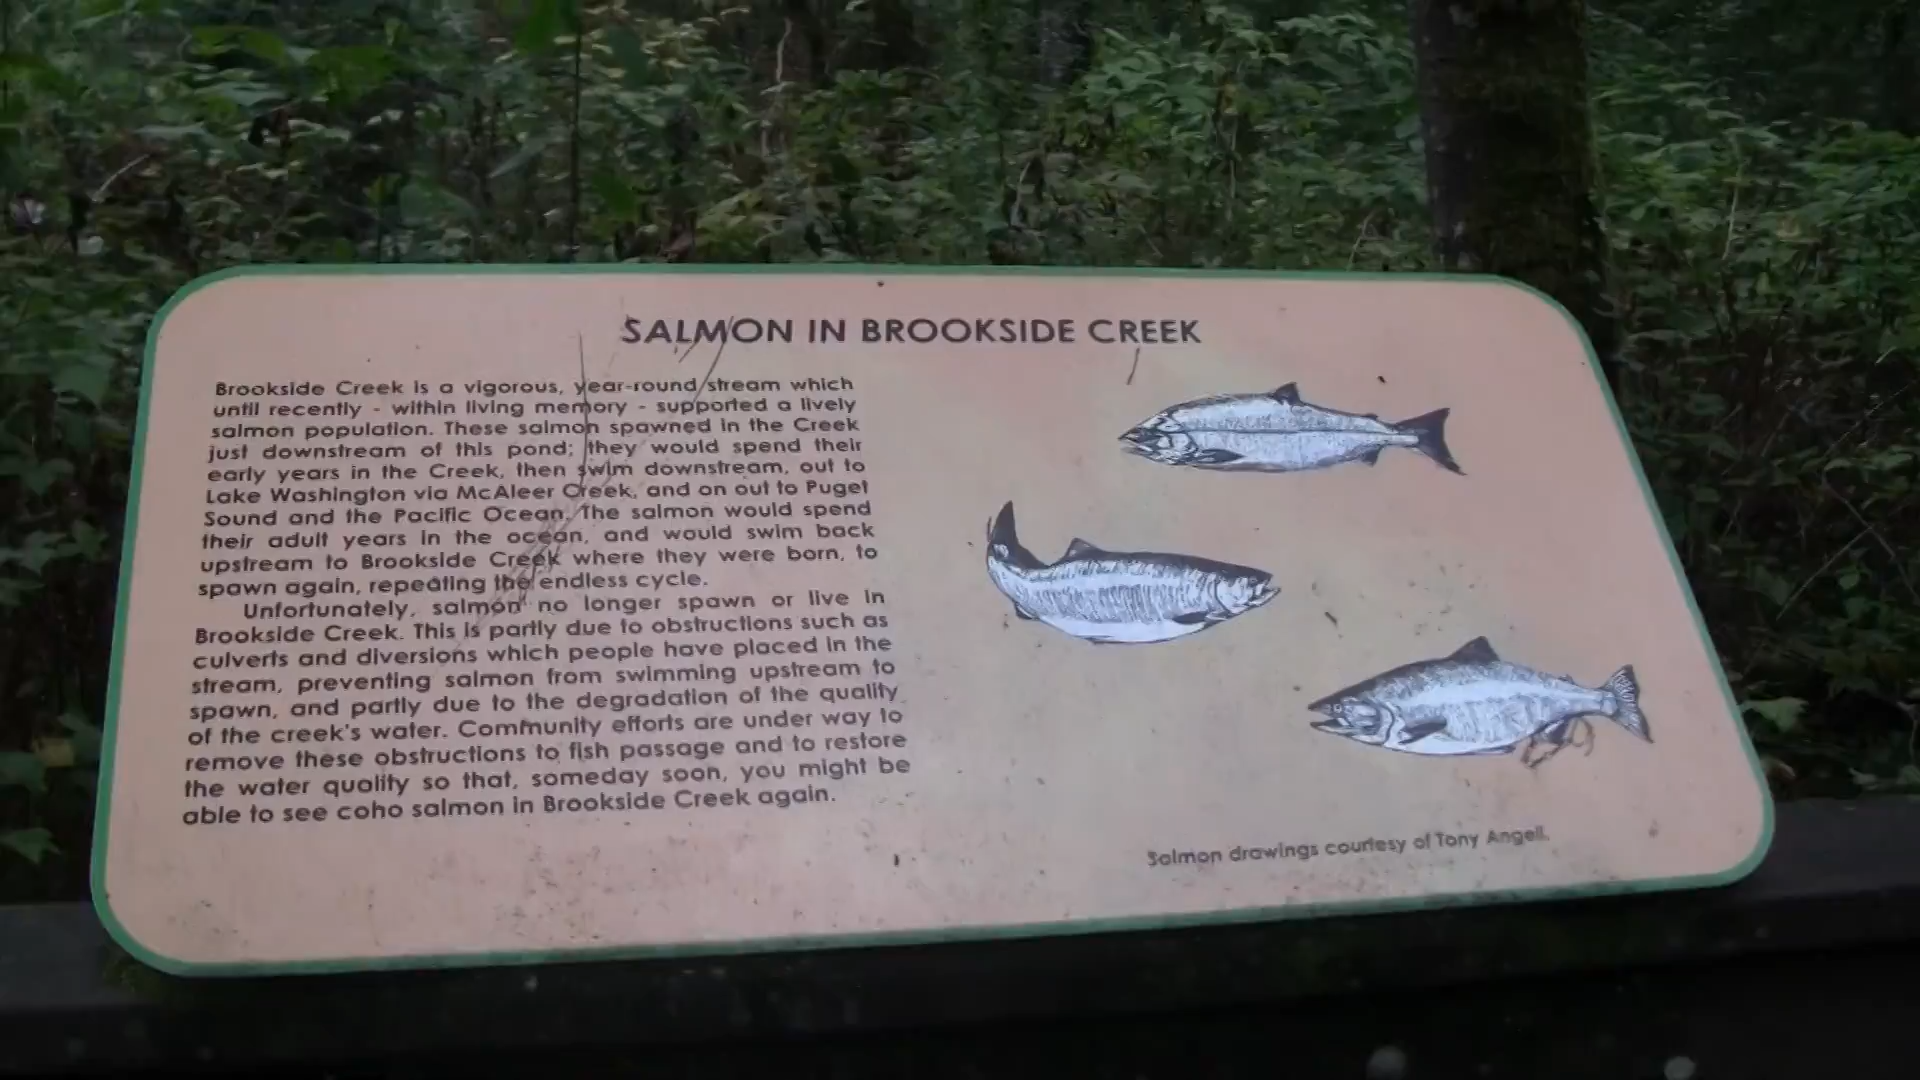 SALMON IN BROOKSIDE CREEK
Brookside Creek is a vigorous, year-round stream which
until recently - within living memory - supported a lively
salmon population. These salmon spawned in the Creek
just downstream of this pond; they would spend their
early years in the Creek, then swim downstream, out to
Lake Washington via McAleer Creek, and on out to Puget
Sound and the Pacific Ocean. The salmon would spend
their adult years in the ocean, and would swim back
upstream to Brookside Creek where they were born, to
spawn again, repeating the endless cycle.
Unfortunately, salmon no longer spawn or live in
Brookside Creek. This is partly due to obstructions such as
culverts and diversions which people have placed in the
stream, preventing salmon from swimming upstream to
spawn, and partly due to the degradation of the quality
of the creek's water. Community efforts are under way to
remove these obstructions to fish passage and to restore
the water quality so that, someday soon, you might be
able to see coho salmon in Brookside Creek again.
Salmon drawings courtesy of Tony Angell.